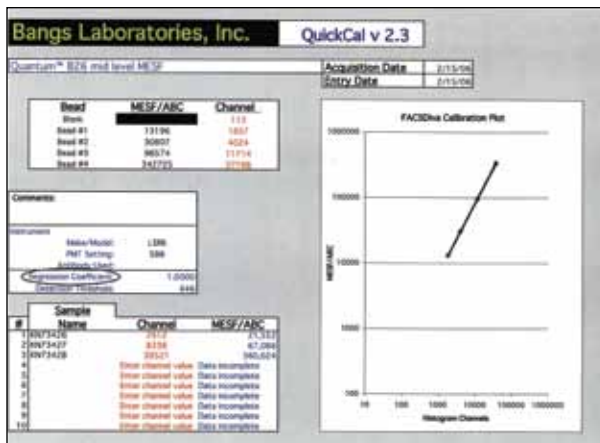 Bangs Laboratories, Inc. QuickCal v 2.3
Quantum™ mid level MESF
Acquisition Date 2/15/06
Entry Date 2/15/06
Bead MESF/ABC Channel
Blank 113
Bead #1 13196
Bead #2 30807 4024
Bead #3 96574
Bead #4 342725
Comments:
Instrument
Make/Model:
PMT Setting:
Antibody Used:
Regression Coefficient: 1.0000
Detection Threshold: 646
Sample
# Name Channel MESF/ABC
1 KN73426
2 KN73427
3 KN73428
4 Enter channel value Data incomplete
5 Enter channel value Data incomplete
6 Enter channel value Data incomplete
7 Enter channel value Data incomplete
8 Enter channel value Data incomplete
9 Enter channel value Data incomplete
10 Enter channel value Data incomplete
FACSDiva Calibration Plot
MESF/ABC
1000000
100000
10000
1000
100
10 100 1000 10000 100000 1000000
Histogram Channels